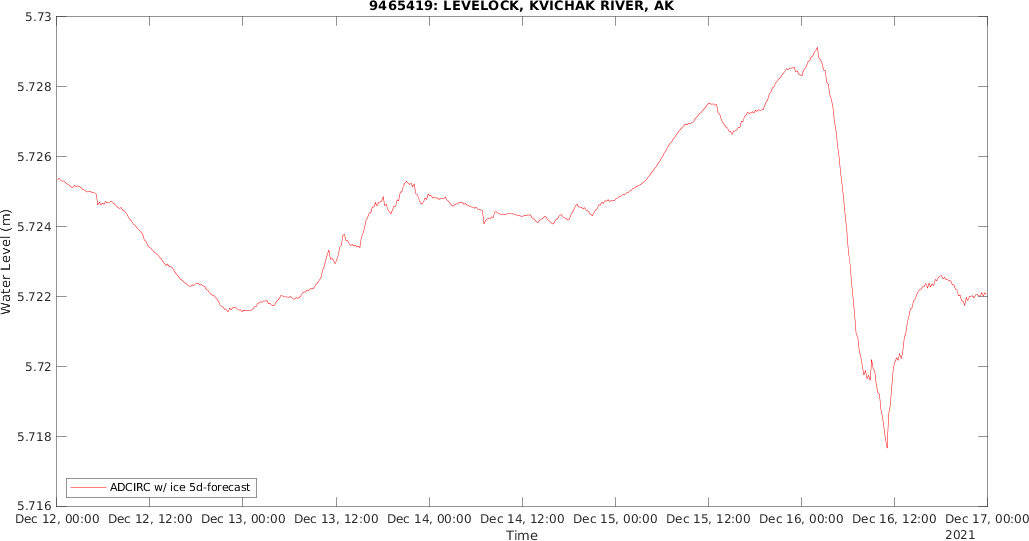 9465419: LEVELOCK, KVICHAK RIVER, AK
5.73
5.728
5.726
5.724
5.722
5.72
5.718
5.716
Water Level (m)
ADCIRC w/ ice 5d-forecast
Dec 12, 00:00 Dec 12, 12:00 Dec 13, 00:00 Dec 13, 12:00 Dec 14, 00:00 Dec 14, 12:00 Dec 15, 00:00 Dec 15, 12:00 Dec 16, 00:00 Dec 16, 12:00 Dec 17, 00:00
Time
2021